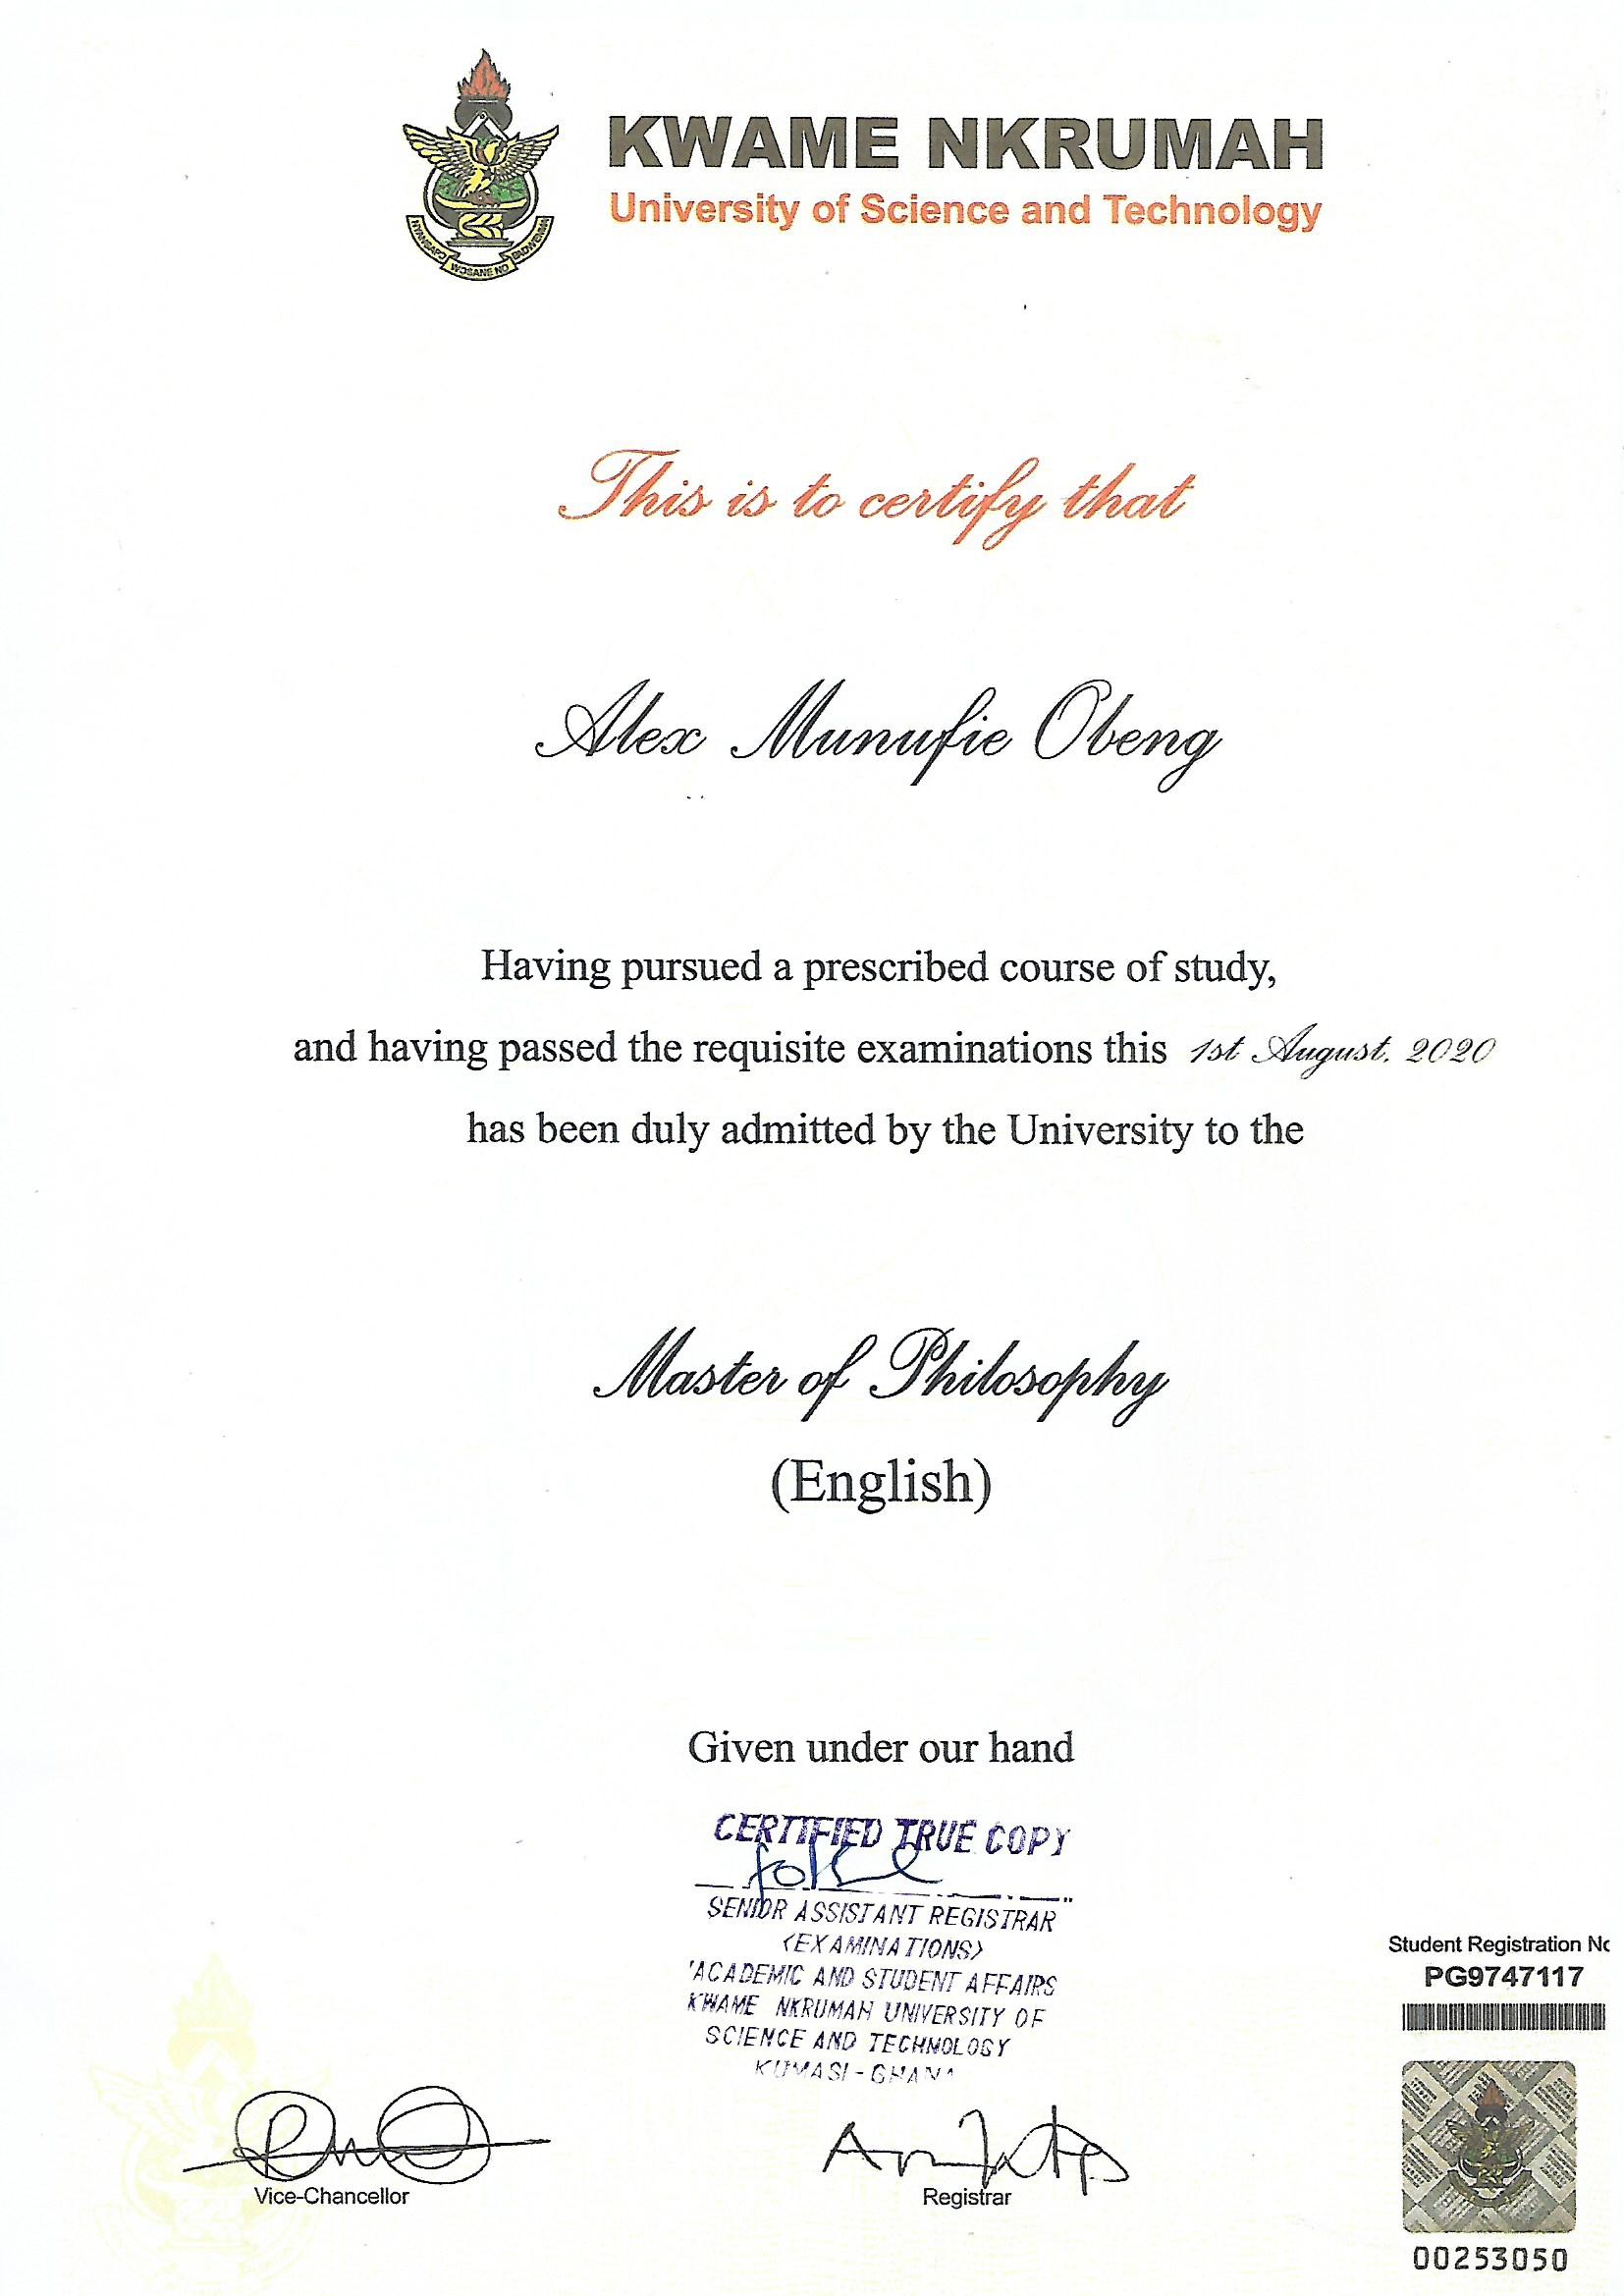 KWAME NKRUMAH
University of Science and Technology
NYANSAPO WOSANE NO BADWENMA
This is to certify that
Alex Munufie Obeng
Having pursued a prescribed course of study,
and having passed the requisite examinations this 1st August, 2020
has been duly admitted by the University to the
Master of Philosophy
(English)
Given under our hand
CERTIFIED TRUE COPY
SENIOR ASSISTANT REGISTRAR
<EXAMINATIONS>
ACADEMIC AND STUDENT AFFAIRS
KWAME NKRUMAH UNIVERSITY OF
SCIENCE AND TECHNOLOGY
KUMASI - GHANA
Student Registration No
PG9747117
Vice-Chancellor
Registrar
00253050